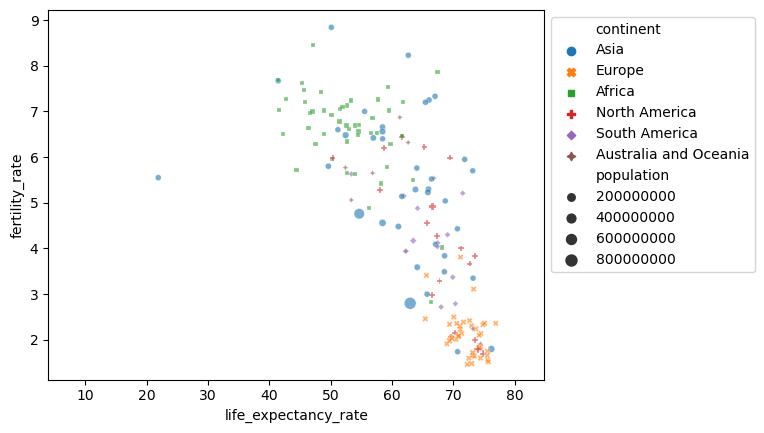 9
8
7
6
5
4
3
2
fertility_rate
10 20 30 40 50 60 70 80
life_expectancy_rate
continent
Asia
Europe
Africa
North America
South America
Australia and Oceania
population
200000000
400000000
600000000
800000000